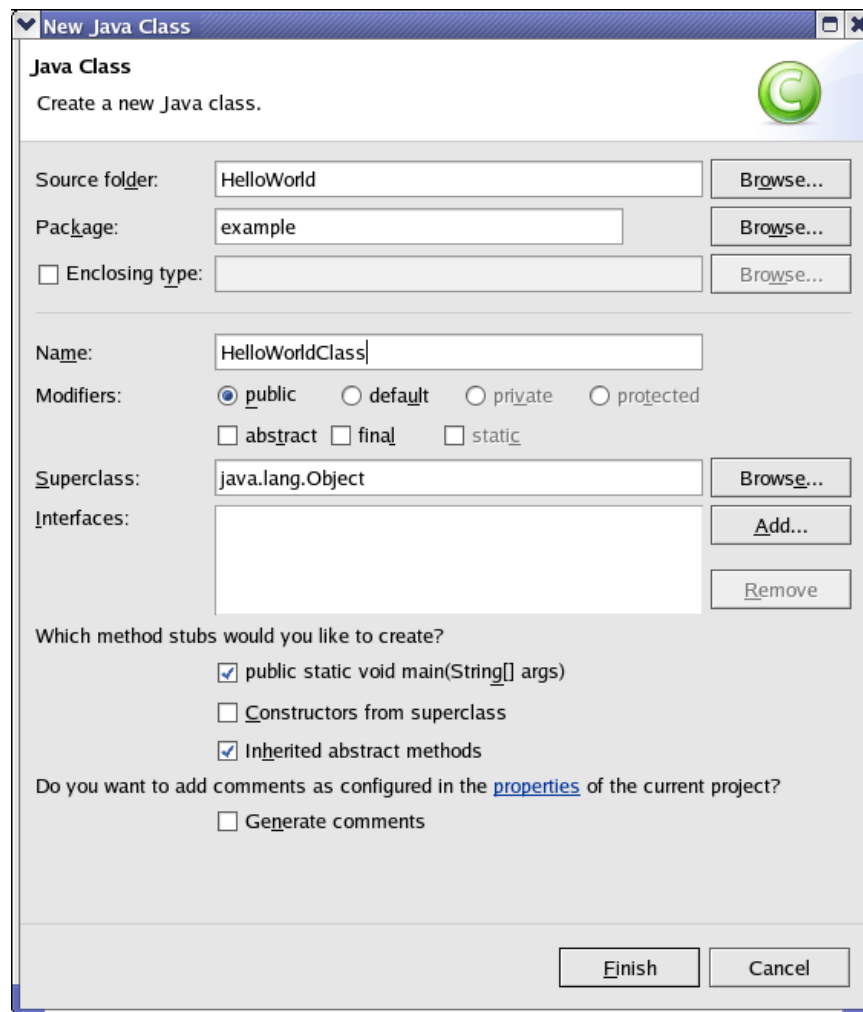 New Java Class
Java Class
Create a new Java class.
C
Source folder: HelloWorld Browse...
Package: example Browse...
Enclosing type: Browse...
Name: HelloWorldClass
Modifiers: public default private protected
abstract final static
Superclass: java.lang.Object Browse...
Interfaces: Add...
Remove
Which method stubs would you like to create?
public static void main(String[] args)
Constructors from superclass
Inherited abstract methods
Do you want to add comments as configured in the properties of the current project?
Generate comments
Finish Cancel